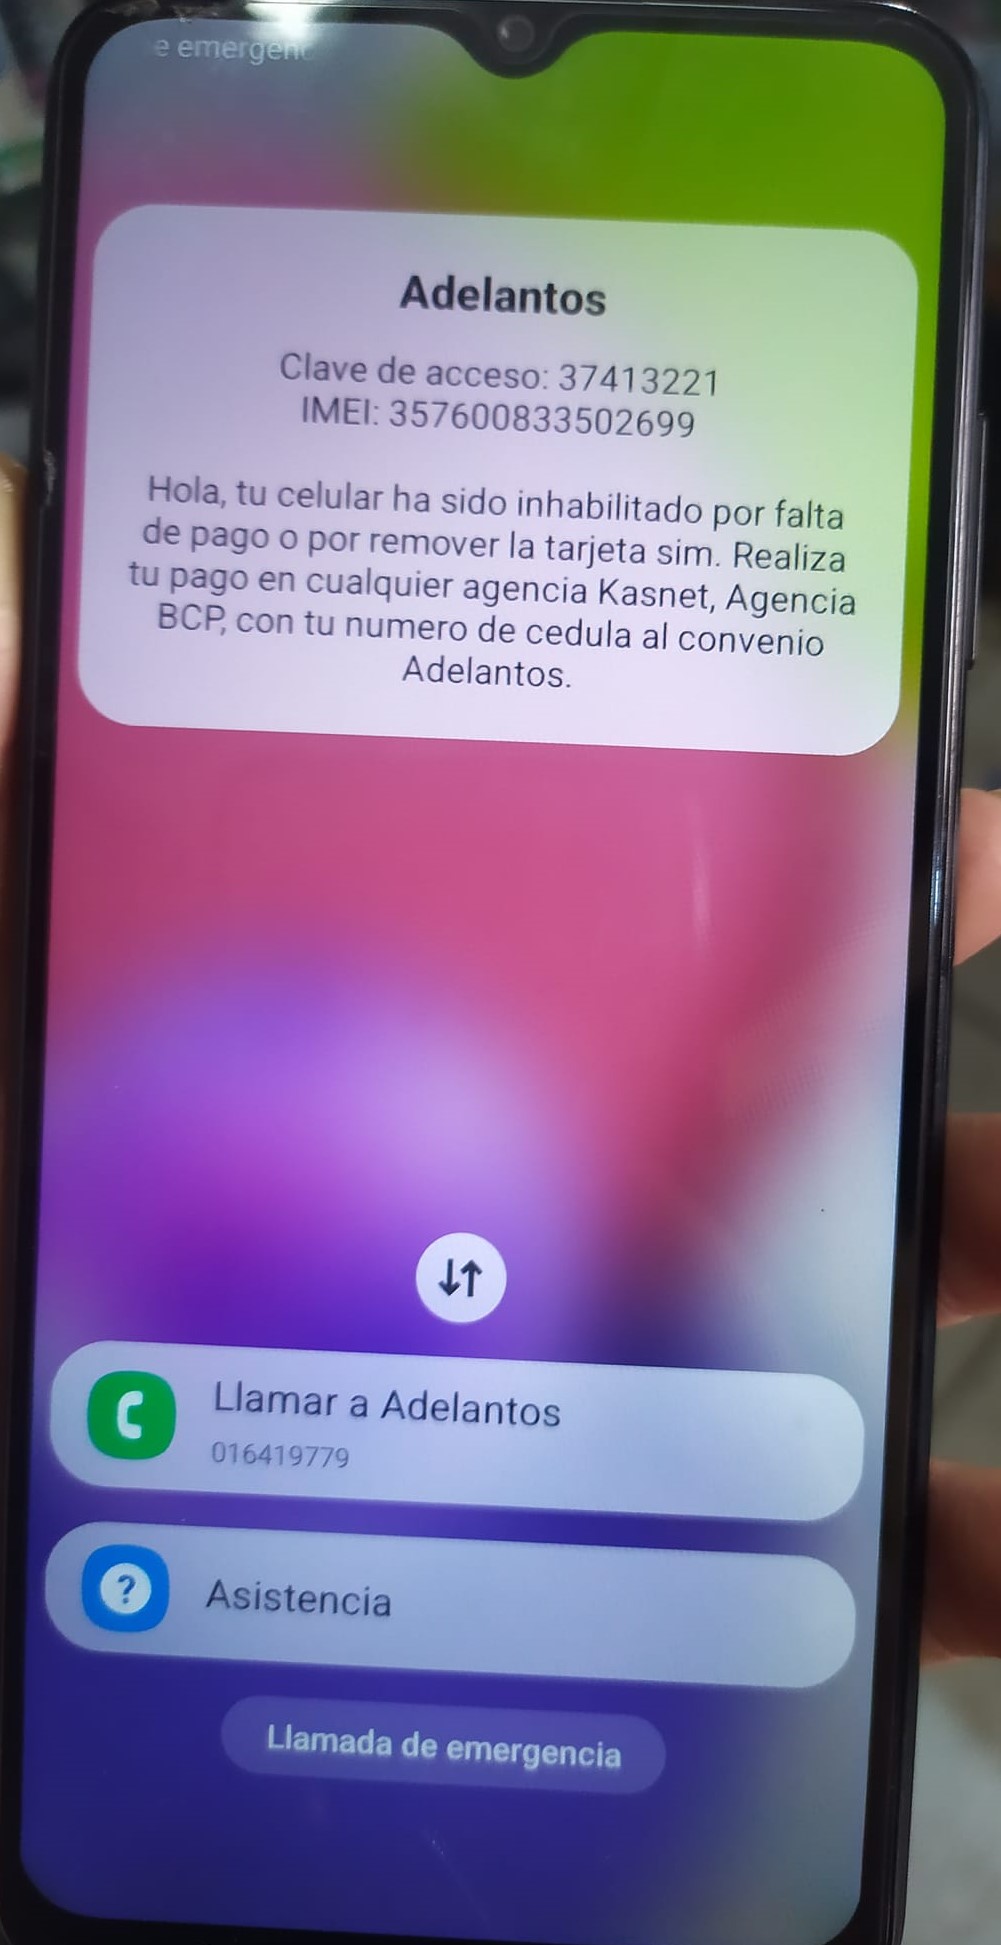 e emergenc
Adelantos
Clave de acceso: 37413221
IMEI: 357600833502699
Hola, tu celular ha sido inhabilitado por falta
de pago o por remover la tarjeta sim. Realiza
tu pago en cualquier agencia Kasnet, Agencia
BCP, con tu numero de cedula al convenio
Adelantos.
Llamar a Adelantos
016419779
Asistencia
Llamada de emergencia